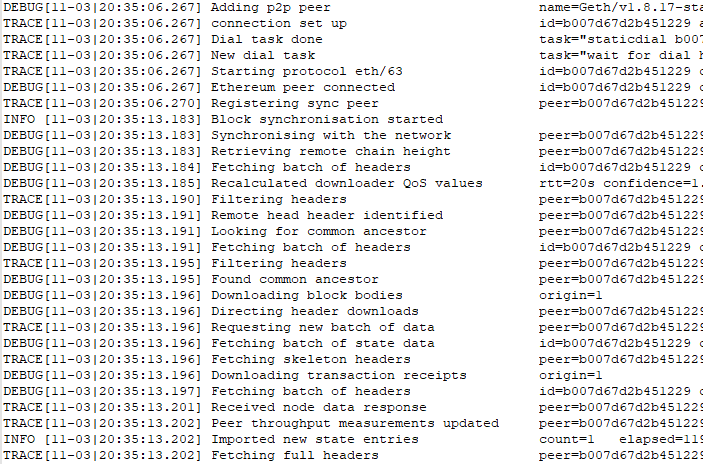 DEBUG[11-03|20:35:06.267] Adding p2p peer name=Geth/v1.8.17-sta
TRACE[11-03|20:35:06.267] connection set up id=b007d67d2b451229 a
TRACE[11-03|20:35:06.267] Dial task done task="staticdial b007
TRACE[11-03|20:35:06.267] New dial task task="wait for dial h
TRACE[11-03|20:35:06.267] Starting protocol eth/63 id=b007d67d2b451229 c
DEBUG[11-03|20:35:06.267] Ethereum peer connected id=b007d67d2b451229 c
TRACE[11-03|20:35:06.270] Registering sync peer peer=b007d67d2b451229
INFO [11-03|20:35:13.183] Block synchronisation started
DEBUG[11-03|20:35:13.183] Synchronising with the network peer=b007d67d2b451229
DEBUG[11-03|20:35:13.183] Retrieving remote chain height peer=b007d67d2b451229
DEBUG[11-03|20:35:13.184] Fetching batch of headers id=b007d67d2b451229 c
DEBUG[11-03|20:35:13.185] Recalculated downloader QoS values rtt=20s confidence=1.
TRACE[11-03|20:35:13.190] Filtering headers peer=b007d67d2b451229
DEBUG[11-03|20:35:13.191] Remote head header identified peer=b007d67d2b451229
DEBUG[11-03|20:35:13.191] Looking for common ancestor peer=b007d67d2b451229
DEBUG[11-03|20:35:13.191] Fetching batch of headers id=b007d67d2b451229 c
TRACE[11-03|20:35:13.195] Filtering headers peer=b007d67d2b451229
DEBUG[11-03|20:35:13.195] Found common ancestor peer=b007d67d2b451229
DEBUG[11-03|20:35:13.196] Downloading block bodies origin=1
DEBUG[11-03|20:35:13.196] Directing header downloads peer=b007d67d2b451229
TRACE[11-03|20:35:13.196] Requesting new batch of data peer=b007d67d2b451229
DEBUG[11-03|20:35:13.196] Fetching batch of state data id=b007d67d2b451229 c
TRACE[11-03|20:35:13.196] Fetching skeleton headers peer=b007d67d2b451229
DEBUG[11-03|20:35:13.196] Downloading transaction receipts origin=1
DEBUG[11-03|20:35:13.197] Fetching batch of headers id=b007d67d2b451229 c
TRACE[11-03|20:35:13.201] Received node data response peer=b007d67d2b451229
TRACE[11-03|20:35:13.202] Peer throughput measurements updated peer=b007d67d2b451229
INFO [11-03|20:35:13.202] Imported new state entries count=1 elapsed=119
TRACE[11-03|20:35:13.202] Fetching full headers peer=b007d67d2b451229